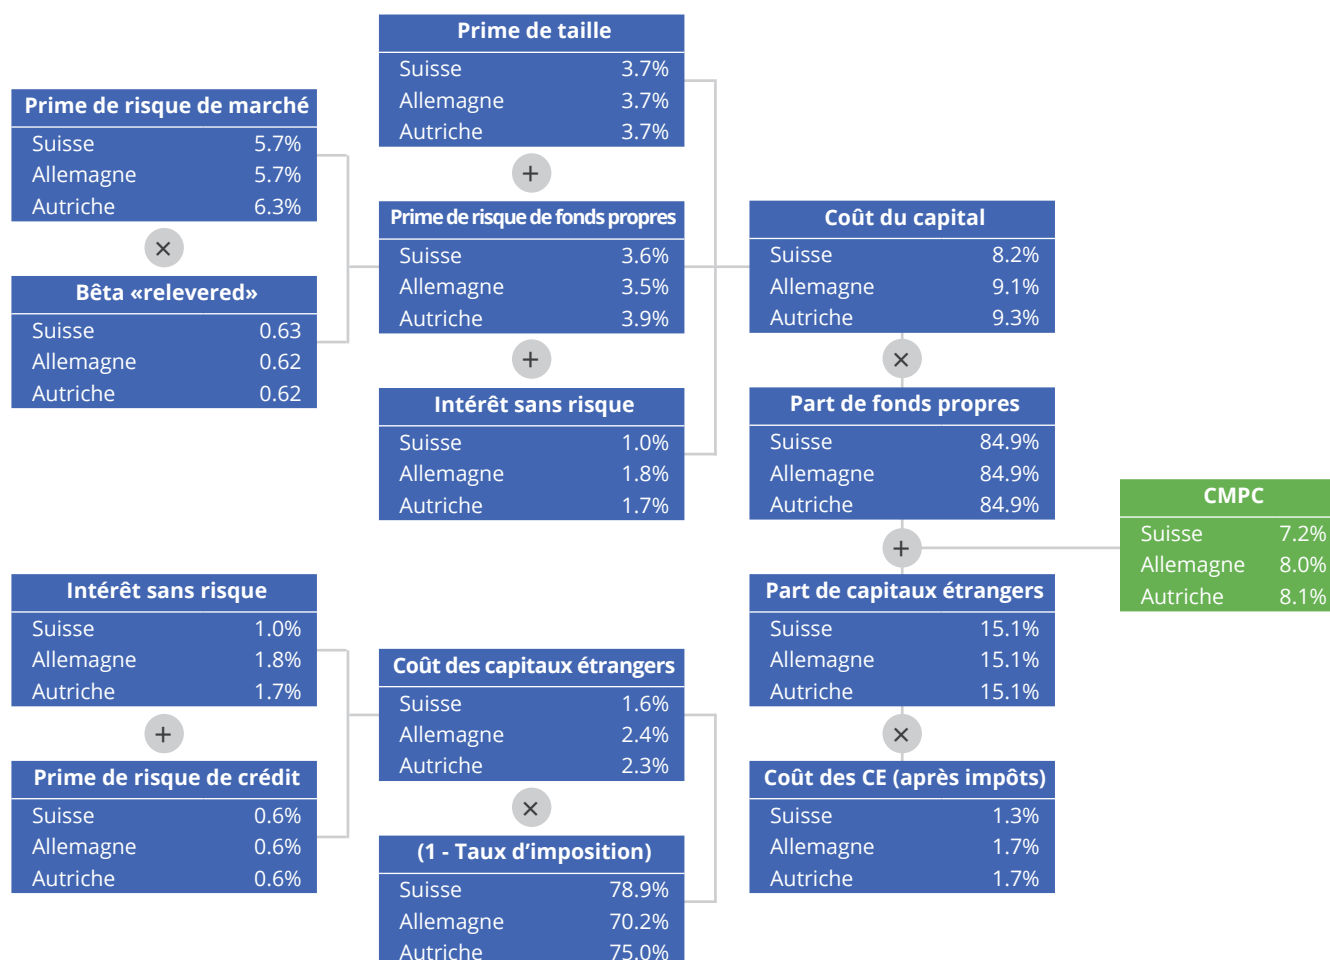 Prime de taille
Suisse 3.7%
Allemagne 3.7%
Autriche 3.7%
+
Prime de risque de marché
Suisse 5.7%
Allemagne 5.7%
Autriche 6.3%
×
Bêta «relevered»
Suisse 0.63
Allemagne 0.62
Autriche 0.62
Prime de risque de fonds propres
Suisse 3.6%
Allemagne 3.5%
Autriche 3.9%
+
Intérêt sans risque
Suisse 1.0%
Allemagne 1.8%
Autriche 1.7%
Coût du capital
Suisse 8.2%
Allemagne 9.1%
Autriche 9.3%
×
Part de fonds propres
Suisse 84.9%
Allemagne 84.9%
Autriche 84.9%
+
CMPC
Suisse 7.2%
Allemagne 8.0%
Autriche 8.1%
Intérêt sans risque
Suisse 1.0%
Allemagne 1.8%
Autriche 1.7%
+
Prime de risque de crédit
Suisse 0.6%
Allemagne 0.6%
Autriche 0.6%
Coût des capitaux étrangers
Suisse 1.6%
Allemagne 2.4%
Autriche 2.3%
×
(1 - Taux d'imposition)
Suisse 78.9%
Allemagne 70.2%
Autriche 75.0%
Part de capitaux étrangers
Suisse 15.1%
Allemagne 15.1%
Autriche 15.1%
×
Coût des CE (après impôts)
Suisse 1.3%
Allemagne 1.7%
Autriche 1.7%